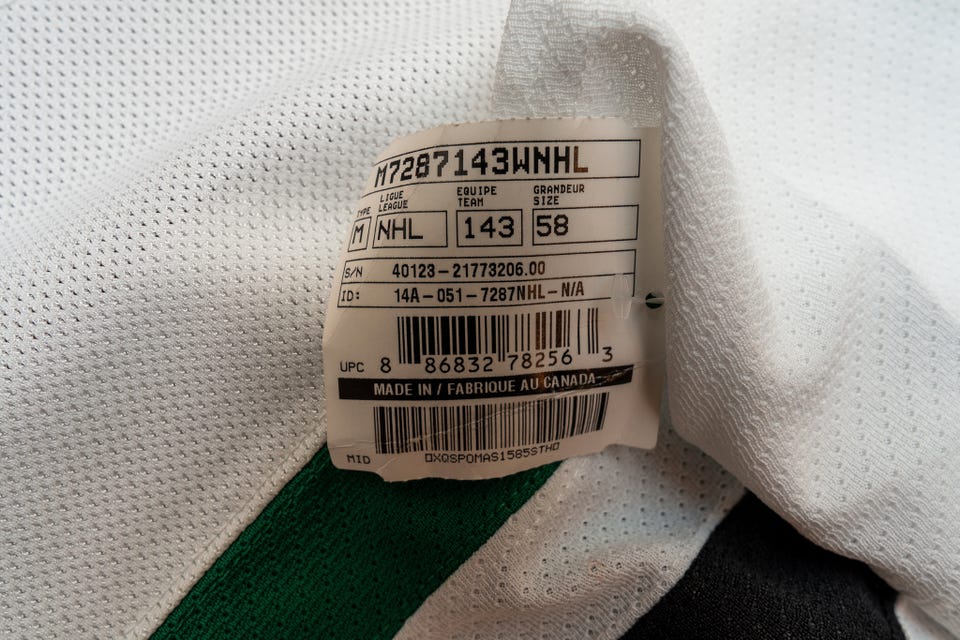 M7287143WNHL
TYPE LIGUE LEAGUE EQUIPE TEAM GRANDEUR SIZE
M NHL 143 58
S/N 40123-21773206.00
ID: 14A-051-7287NHL-N/A
UPC 8 86832 78256 3
MADE IN / FABRIQUE AU CANADA
MID